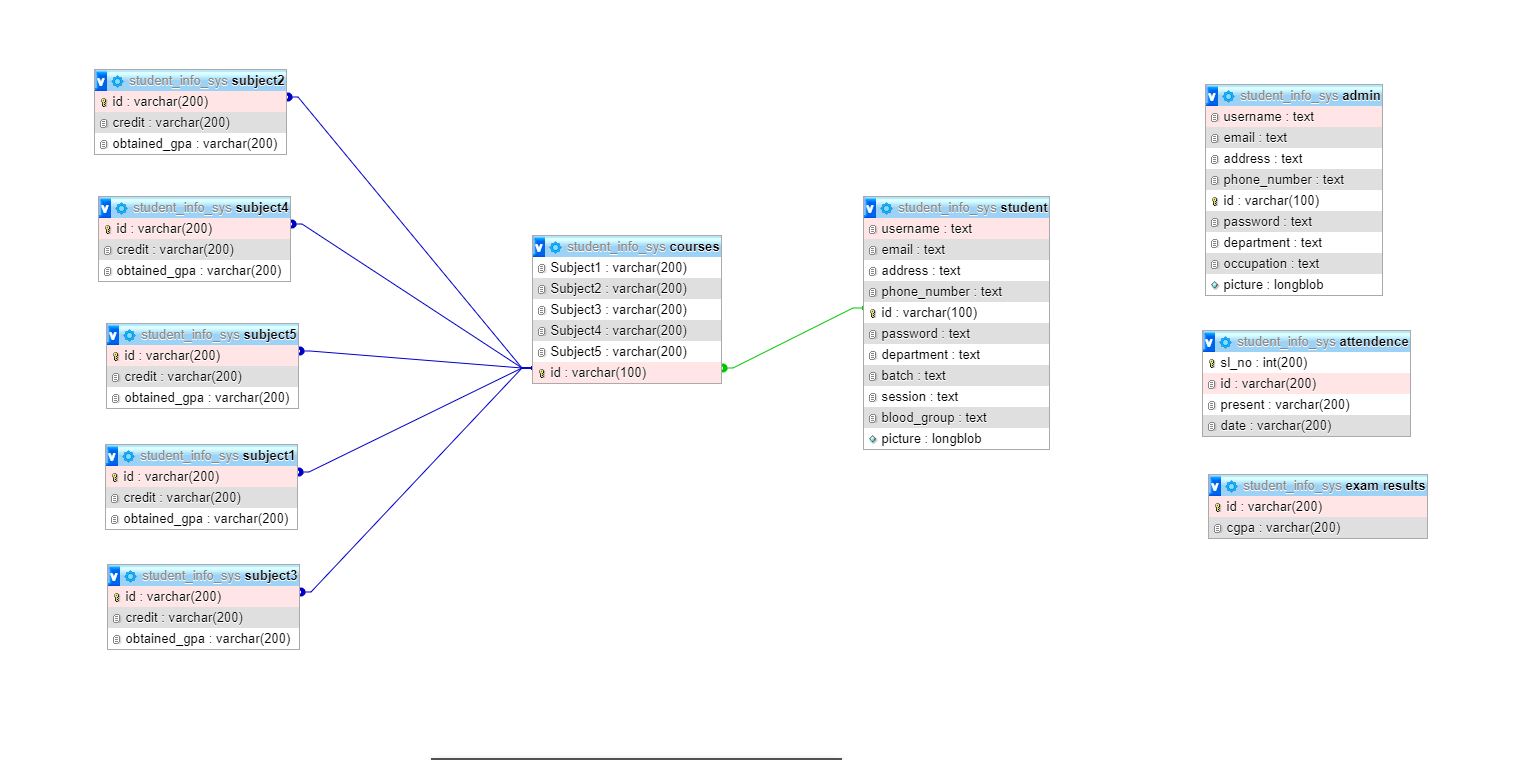 student_info_sys subject2
id : varchar(200)
credit : varchar(200)
obtained_gpa : varchar(200)
student_info_sys subject4
id : varchar(200)
credit : varchar(200)
obtained_gpa : varchar(200)
student_info_sys subject5
id : varchar(200)
credit : varchar(200)
obtained_gpa : varchar(200)
student_info_sys subject1
id : varchar(200)
credit : varchar(200)
obtained_gpa : varchar(200)
student_info_sys subject3
id : varchar(200)
credit : varchar(200)
obtained_gpa : varchar(200)
student_info_sys courses
Subject1 : varchar(200)
Subject2 : varchar(200)
Subject3 : varchar(200)
Subject4 : varchar(200)
Subject5 : varchar(200)
id : varchar(100)
student_info_sys student
username : text
email : text
address : text
phone_number : text
id : varchar(100)
password : text
department : text
batch : text
session : text
blood_group : text
picture : longblob
student_info_sys admin
username : text
email : text
address : text
phone_number : text
id : varchar(100)
password : text
department : text
occupation : text
picture : longblob
student_info_sys attendence
sl_no : int(200)
id : varchar(200)
present : varchar(200)
date : varchar(200)
student_info_sys exam results
id : varchar(200)
cgpa : varchar(200)